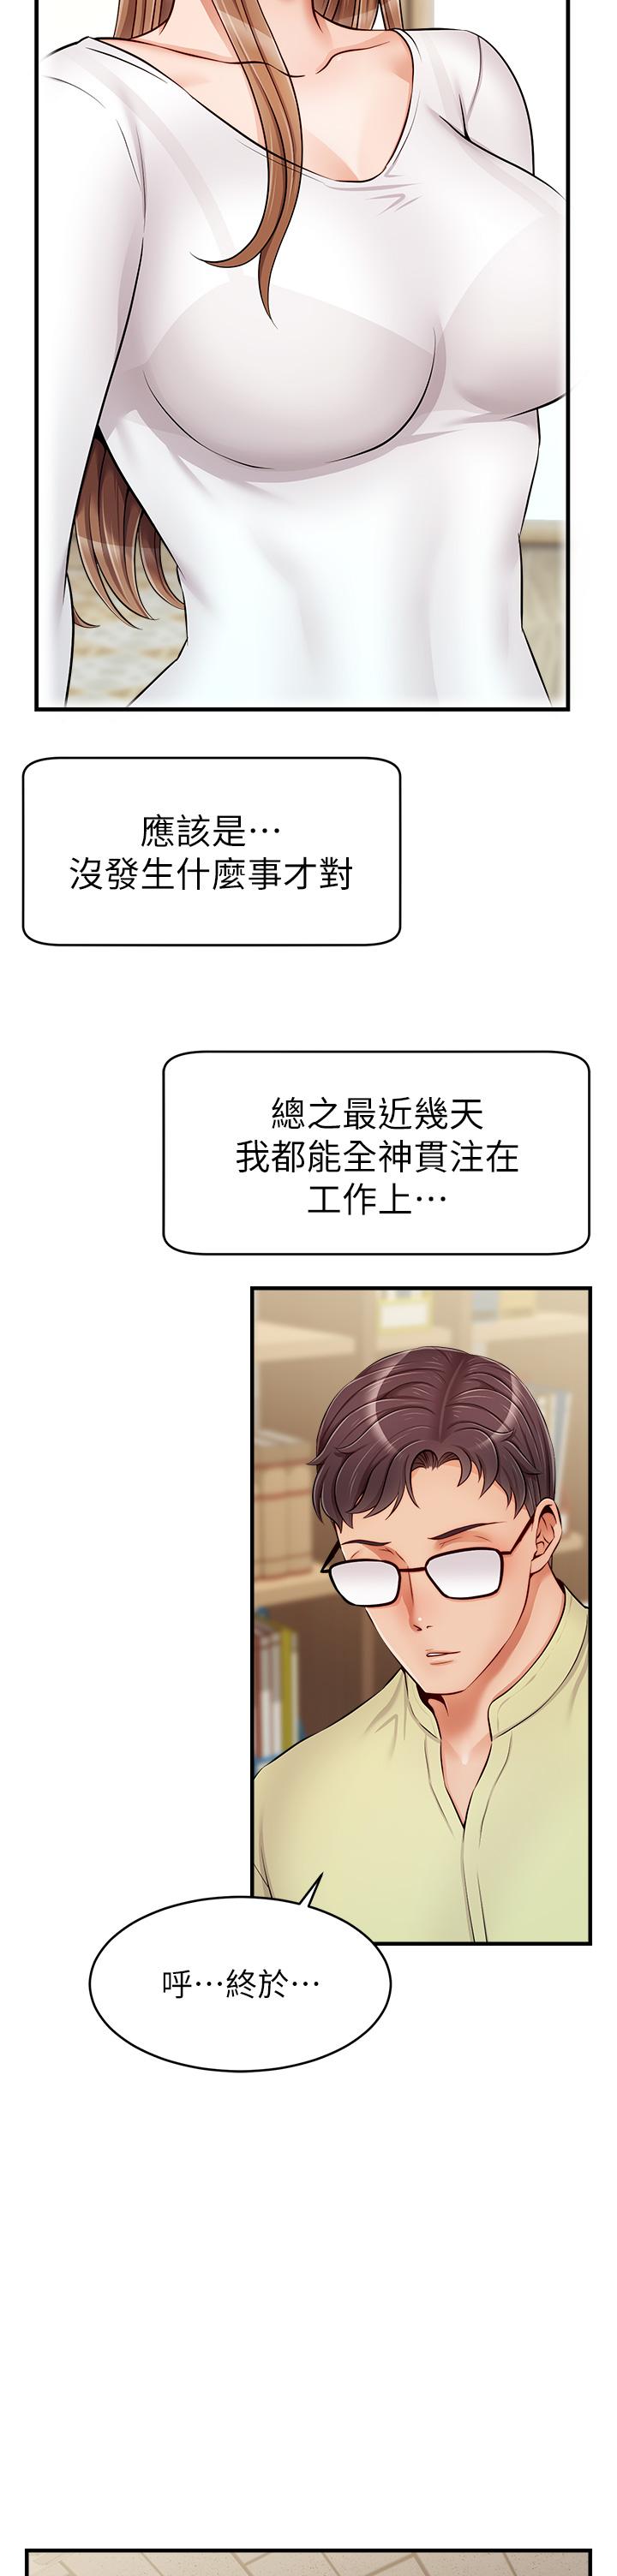 應該是⋯
沒發生什麼事才對
總之最近幾天
我都能全神貫注在
工作上⋯
呼⋯終於⋯